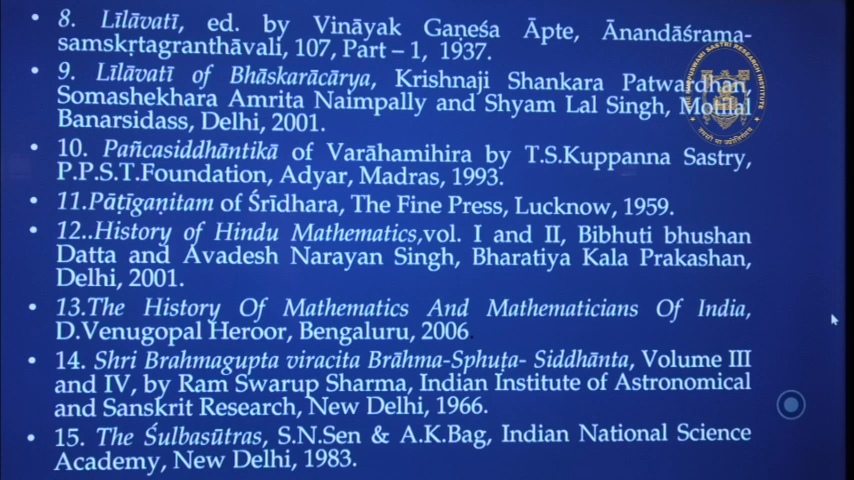 • 8. Līlāvatī, ed. by Vināyak Gaṇeśa Āpte, Ānandāśrama-
samskṛtagranthāvali, 107, Part – 1, 1937.
• 9. Līlāvatī of Bhāskarācārya, Krishnaji Shankara Patwardhan,
Somashekhara Amrita Naimpally and Shyam Lal Singh, Motilal
Banarsidass, Delhi, 2001.
• 10. Pañcasiddhāntikā of Varāhamihira by T.S.Kuppanna Sastry,
P.P.S.T.Foundation, Adyar, Madras, 1993.
• 11.Pāṭīgaṇitam of Śrīdhara, The Fine Press, Lucknow, 1959.
• 12..History of Hindu Mathematics,vol. I and II, Bibhuti bhushan
Datta and Avadesh Narayan Singh, Bharatiya Kala Prakashan,
Delhi, 2001.
• 13.The History Of Mathematics And Mathematicians Of India,
D.Venugopal Heroor, Bengaluru, 2006.
• 14. Shri Brahmagupta viracita Brāhma-Sphuṭa- Siddhānta, Volume III
and IV, by Ram Swarup Sharma, Indian Institute of Astronomical
and Sanskrit Research, New Delhi, 1966.
• 15. The Śulbasūtras, S.N.Sen & A.K.Bag, Indian National Science
Academy, New Delhi, 1983.
KUPPUSWAMI SASTRI RESEARCH INSTITUTE